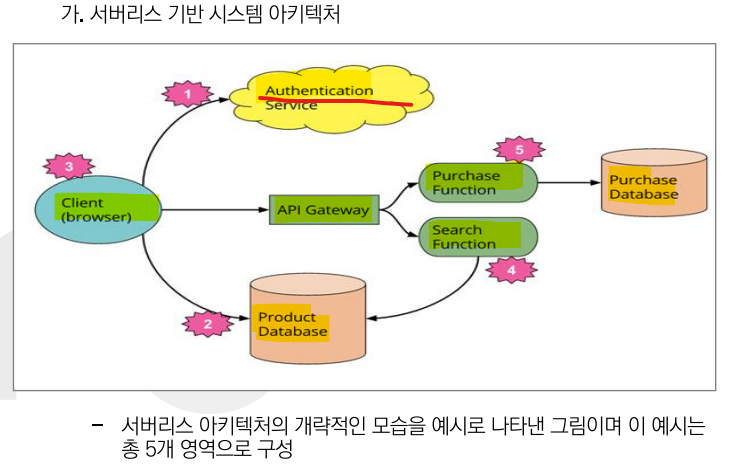 가. 서버리스 기반 시스템 아키텍처
1
Authentication
Service
3
5
Client
(browser)
API Gateway
Purchase
Function
Purchase
Database
Search
Function
4
2
Product
Database
– 서버리스 아키텍처의 개략적인 모습을 예시로 나타낸 그림이며 이 예시는
총 5개 영역으로 구성